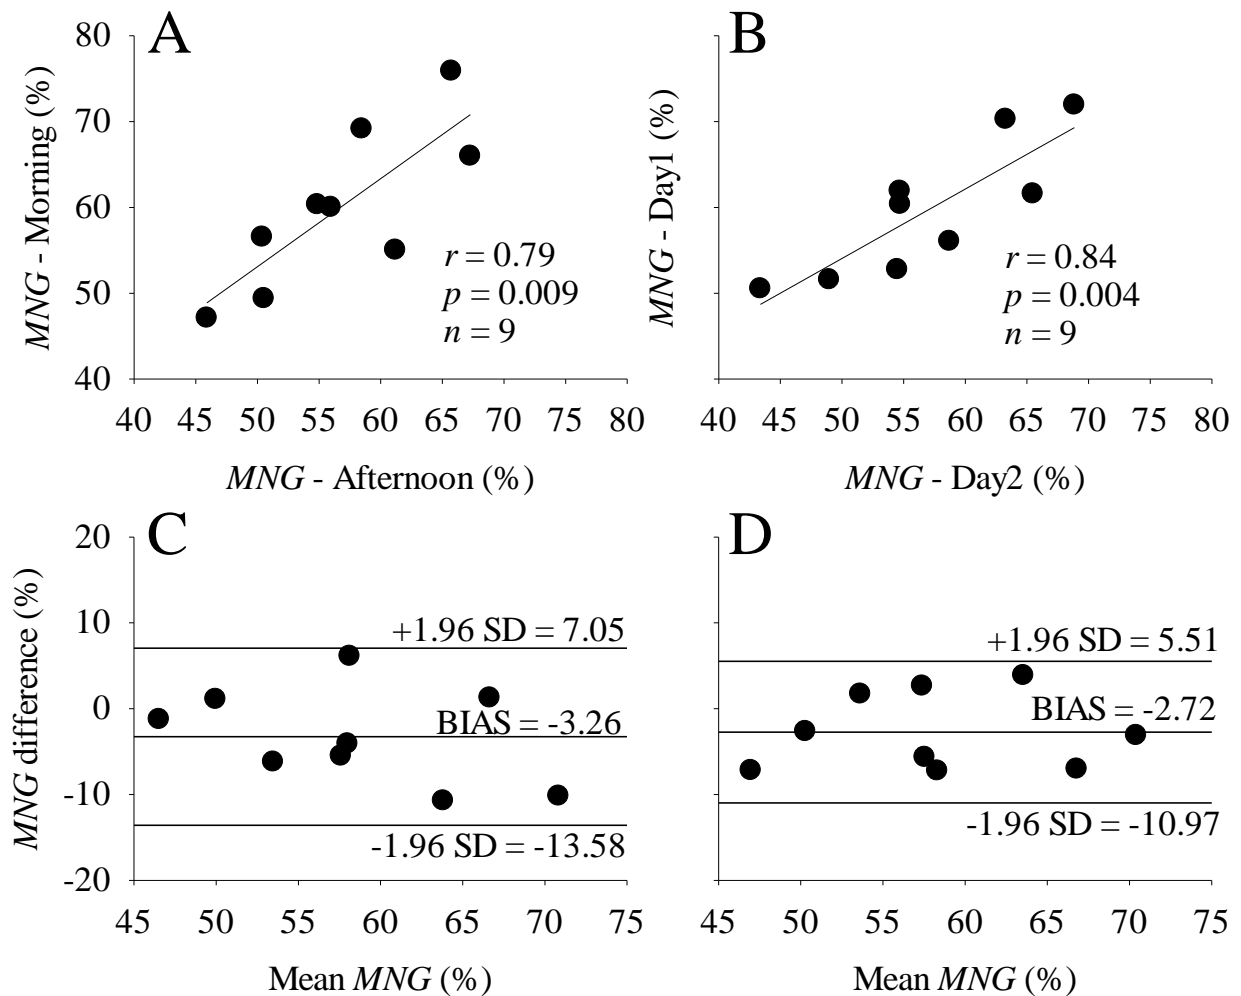 A
80
70
60
50
40
MNG - Morning (%)
r = 0.79
p = 0.009
n = 9
40 45 50 55 60 65 70 75 80
MNG - Afternoon (%)
B
MNG - Day1 (%)
r = 0.84
p = 0.004
n = 9
40 45 50 55 60 65 70 75 80
MNG - Day2 (%)
C
20
10
0
-10
-20
MNG difference (%)
+1.96 SD = 7.05
BIAS = -3.26
-1.96 SD = -13.58
45 50 55 60 65 70 75
Mean MNG (%)
D
+1.96 SD = 5.51
BIAS = -2.72
-1.96 SD = -10.97
45 50 55 60 65 70 75
Mean MNG (%)